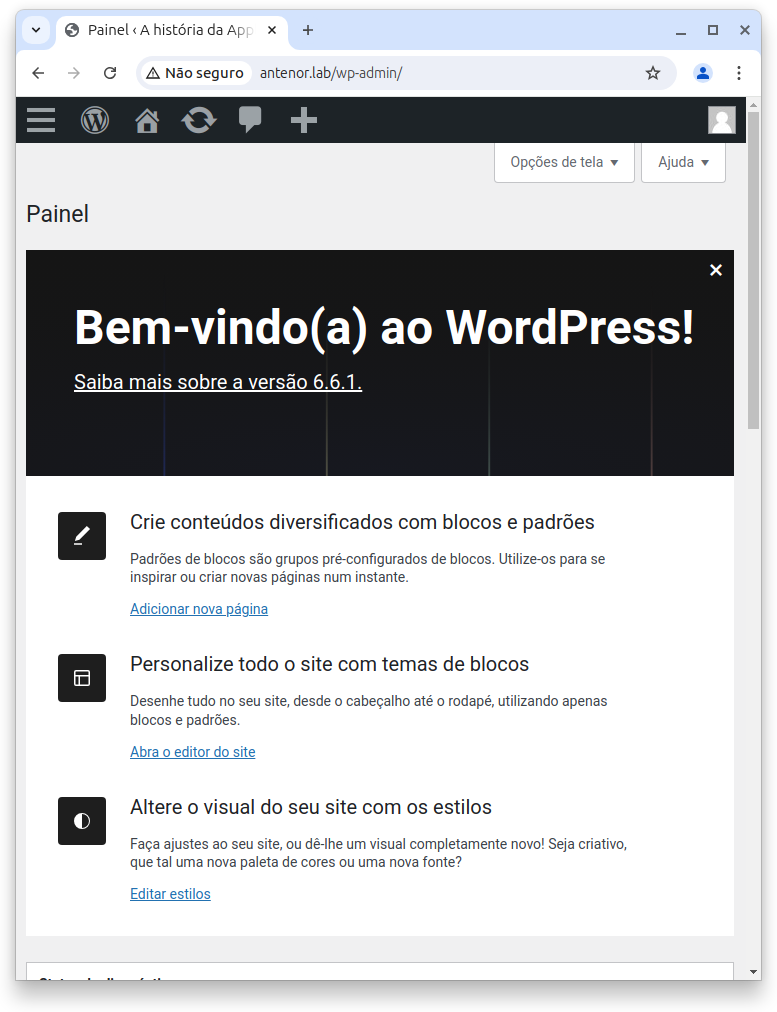 Painel ‹ A história da App
Não seguro
antenor.lab/wp-admin/
Opções de tela
Ajuda
Painel
Bem-vindo(a) ao WordPress!
Saiba mais sobre a versão 6.6.1.
Crie conteúdos diversificados com blocos e padrões
Padrões de blocos são grupos pré-configurados de blocos. Utilize-os para se
inspirar ou criar novas páginas num instante.
Adicionar nova página
Personalize todo o site com temas de blocos
Desenhe tudo no seu site, desde o cabeçalho até o rodapé, utilizando apenas
blocos e padrões.
Abra o editor do site
Altere o visual do seu site com os estilos
Faça ajustes ao seu site, ou dê-lhe um visual completamente novo! Seja criativo,
que tal uma nova paleta de cores ou uma nova fonte?
Editar estilos